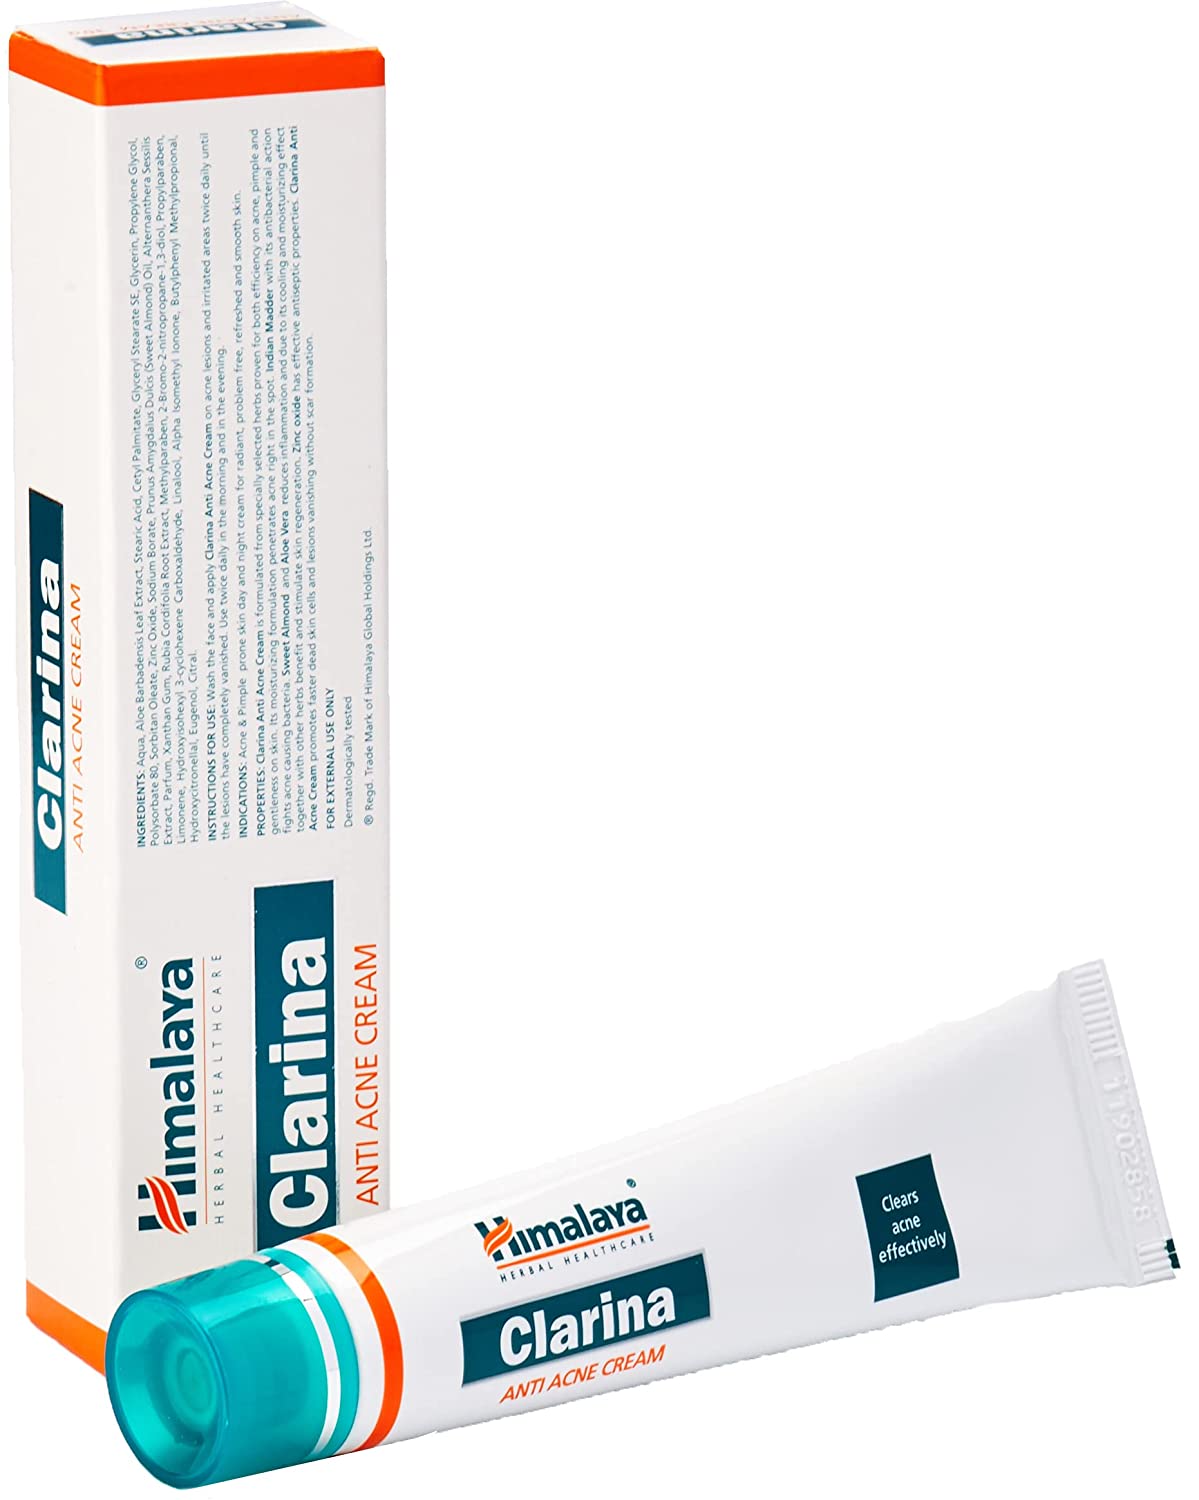 Clarina
Clarina
ANTI ACNE CREAM
INGREDIENTS: Aqua, Aloe Barbadensis Leaf Extract, Stearic Acid, Cetyl Palmitate, Glyceryl Stearate SE, Glycerin, Propylene Glycol,
Polysorbate 80, Sorbitan Oleate, Zinc Oxide, Sodium Borate, Prunus Amygdalus Dulcis (Sweet Almond) Oil, Alternanthera Sessilis
Extract, Parfum, Xanthan Gum, Rubia Cordifolia Root Extract, Methylparaben, 2-Bromo-2-nitropropane-1,3-diol, Propylparaben,
Limonene, Hydroxyisohexyl 3-cyclohexene Carboxaldehyde, Linalool, Alpha Isomethyl Ionone, Butylphenyl Methylpropional,
Hydroxycitronellal, Eugenol, Citral.
INSTRUCTIONS FOR USE: Wash the face and apply Clarina Anti Acne Cream on acne lesions and irritated areas twice daily until
the lesions have completely vanished. Use twice daily in the morning and in the evening.
INDICATIONS: Acne & Pimple prone skin day and night cream for radiant, problem free, refreshed and smooth skin.
PROPERTIES: Clarina Anti Acne Cream is formulated from specially selected herbs proven for both efficiency on acne, pimple and
gentleness on skin. Its moisturizing formulation penetrates acne right in the spot. Indian Madder with its antibacterial action
fights acne causing bacteria. Sweet Almond and Aloe Vera reduces inflammation and due to its cooling and moisturizing effect
together with other herbs benefit and stimulate skin regeneration. Zinc oxide has effective antiseptic properties. Clarina Anti
Acne Cream promotes faster dead skin cells and lesions vanishing without scar formation.
FOR EXTERNAL USE ONLY
Dermatologically tested
® Regd. Trade Mark of Himalaya Global Holdings Ltd.
Himalaya®
HERBAL HEALTHCARE
Clarina
ANTI ACNE CREAM
Himalaya®
HERBAL HEALTHCARE
Clarina
ANTI ACNE CREAM
Clears
acne
effectively
11902858